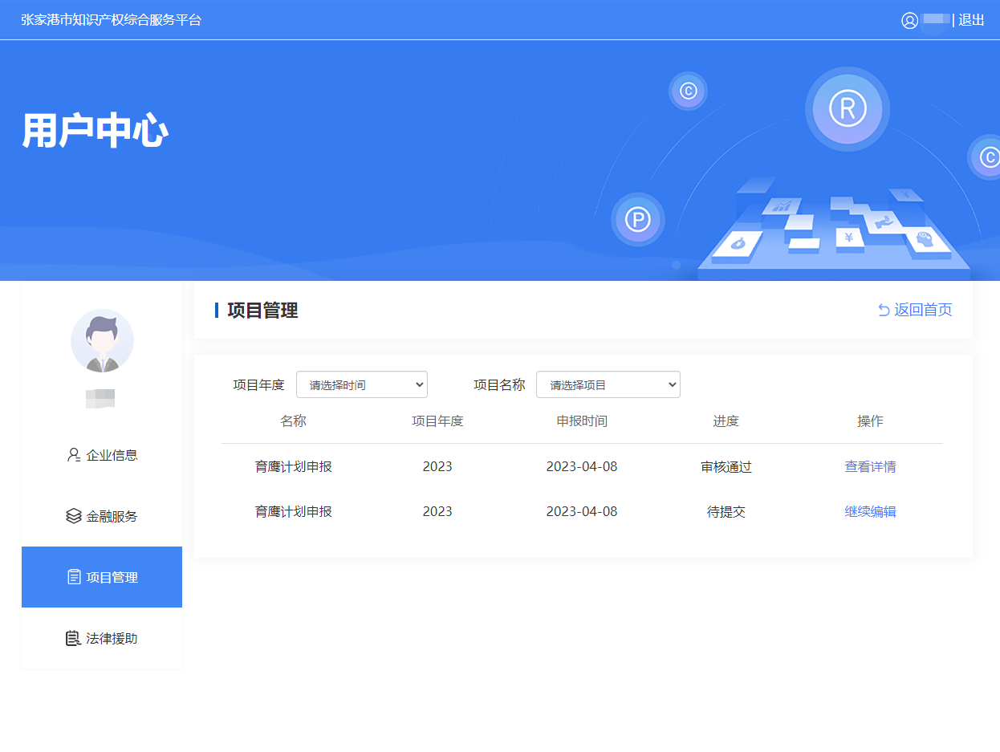 张家港市知识产权综合服务平台
| 退出
用户中心
C
R
C
P
¥
¥
项目管理
返回首页
项目年度 请选择时间 项目名称 请选择项目
名称 项目年度 申报时间 进度 操作
育鹰计划申报 2023 2023-04-08 审核通过 查看详情
育鹰计划申报 2023 2023-04-08 待提交 继续编辑
企业信息
金融服务
项目管理
法律援助